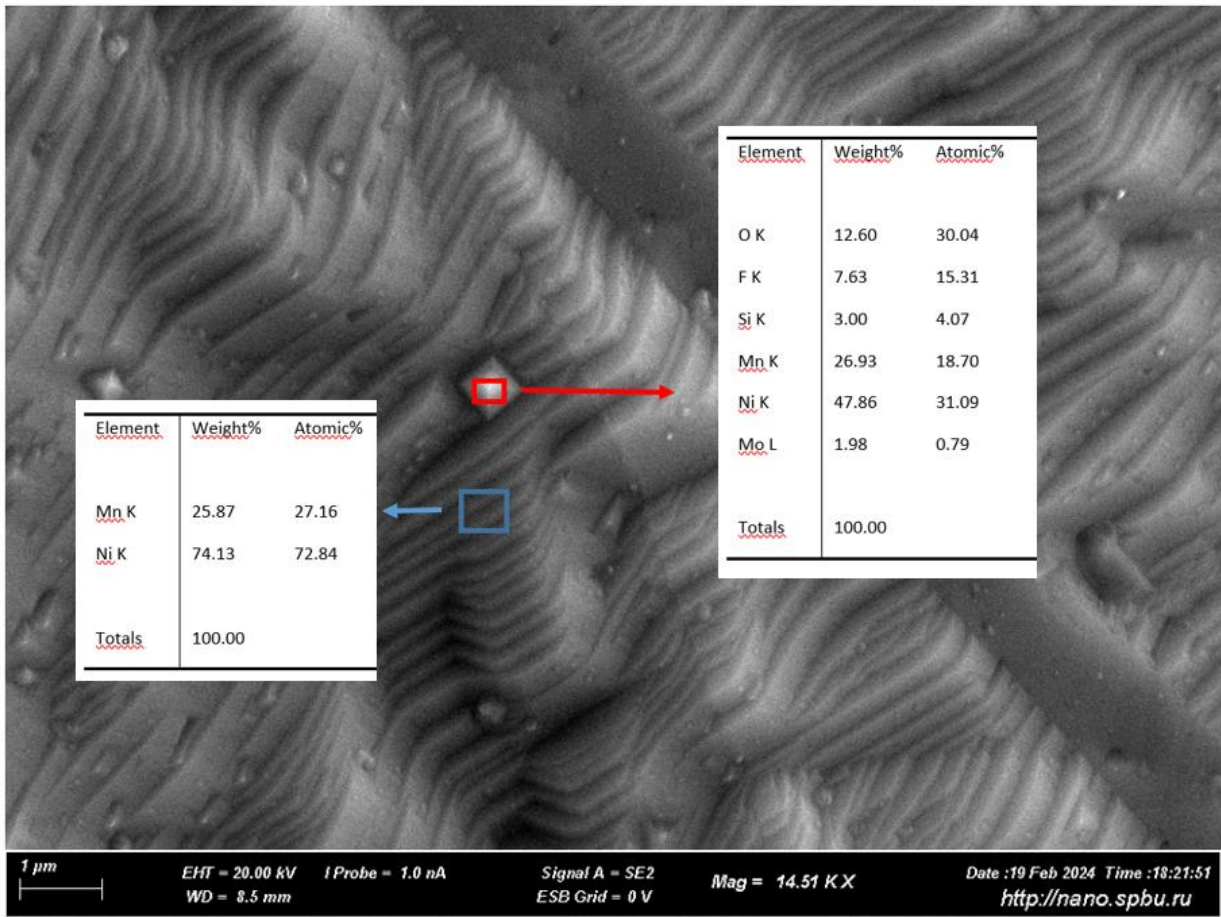 Element Weight% Atomic%
O K 12.60 30.04
F K 7.63 15.31
Si K 3.00 4.07
Mn K 26.93 18.70
Ni K 47.86 31.09
Mo L 1.98 0.79
Totals 100.00
Element Weight% Atomic%
Mn K 25.87 27.16
Ni K 74.13 72.84
Totals 100.00
1 µm
EHT = 20.00 kV I Probe = 1.0 nA Signal A = SE2 Mag = 14.51 K X Date :19 Feb 2024 Time :18:21:51
WD = 8.5 mm ESB Grid = 0 V http://nano.spbu.ru